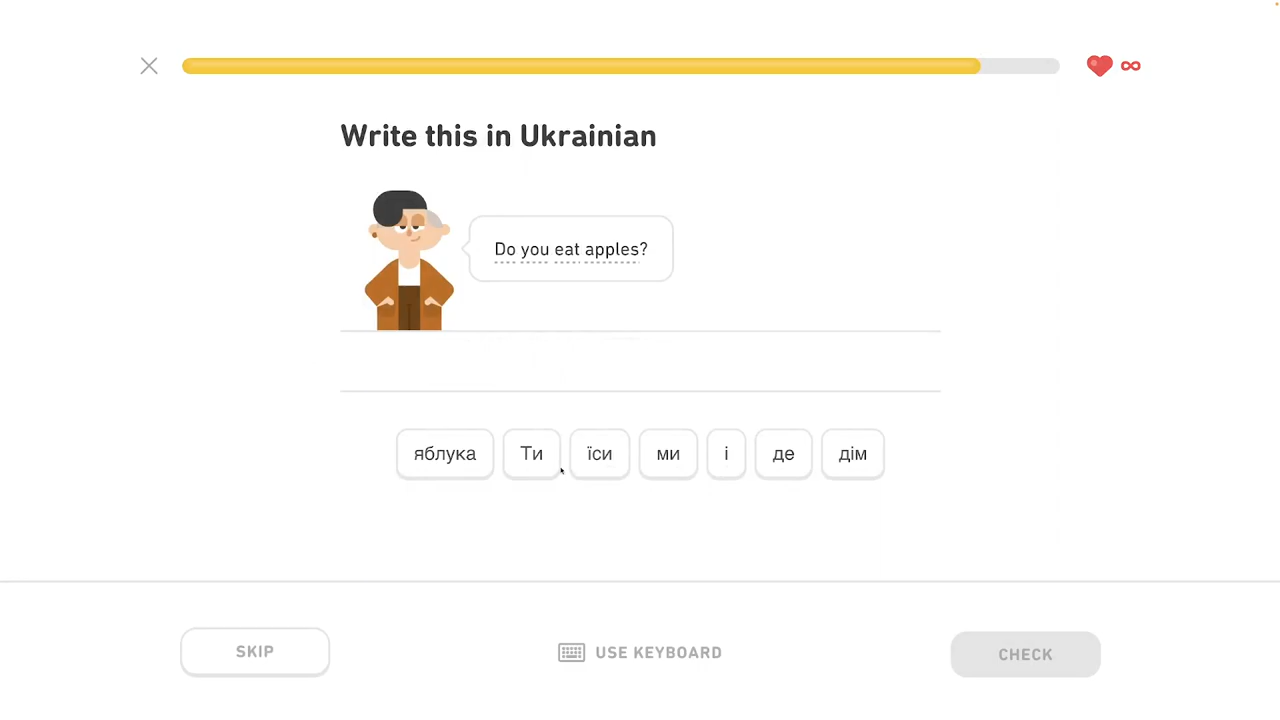 ∞
Write this in Ukrainian
Do you eat apples?
яблука Ти їси ми і де дім
SKIP USE KEYBOARD CHECK